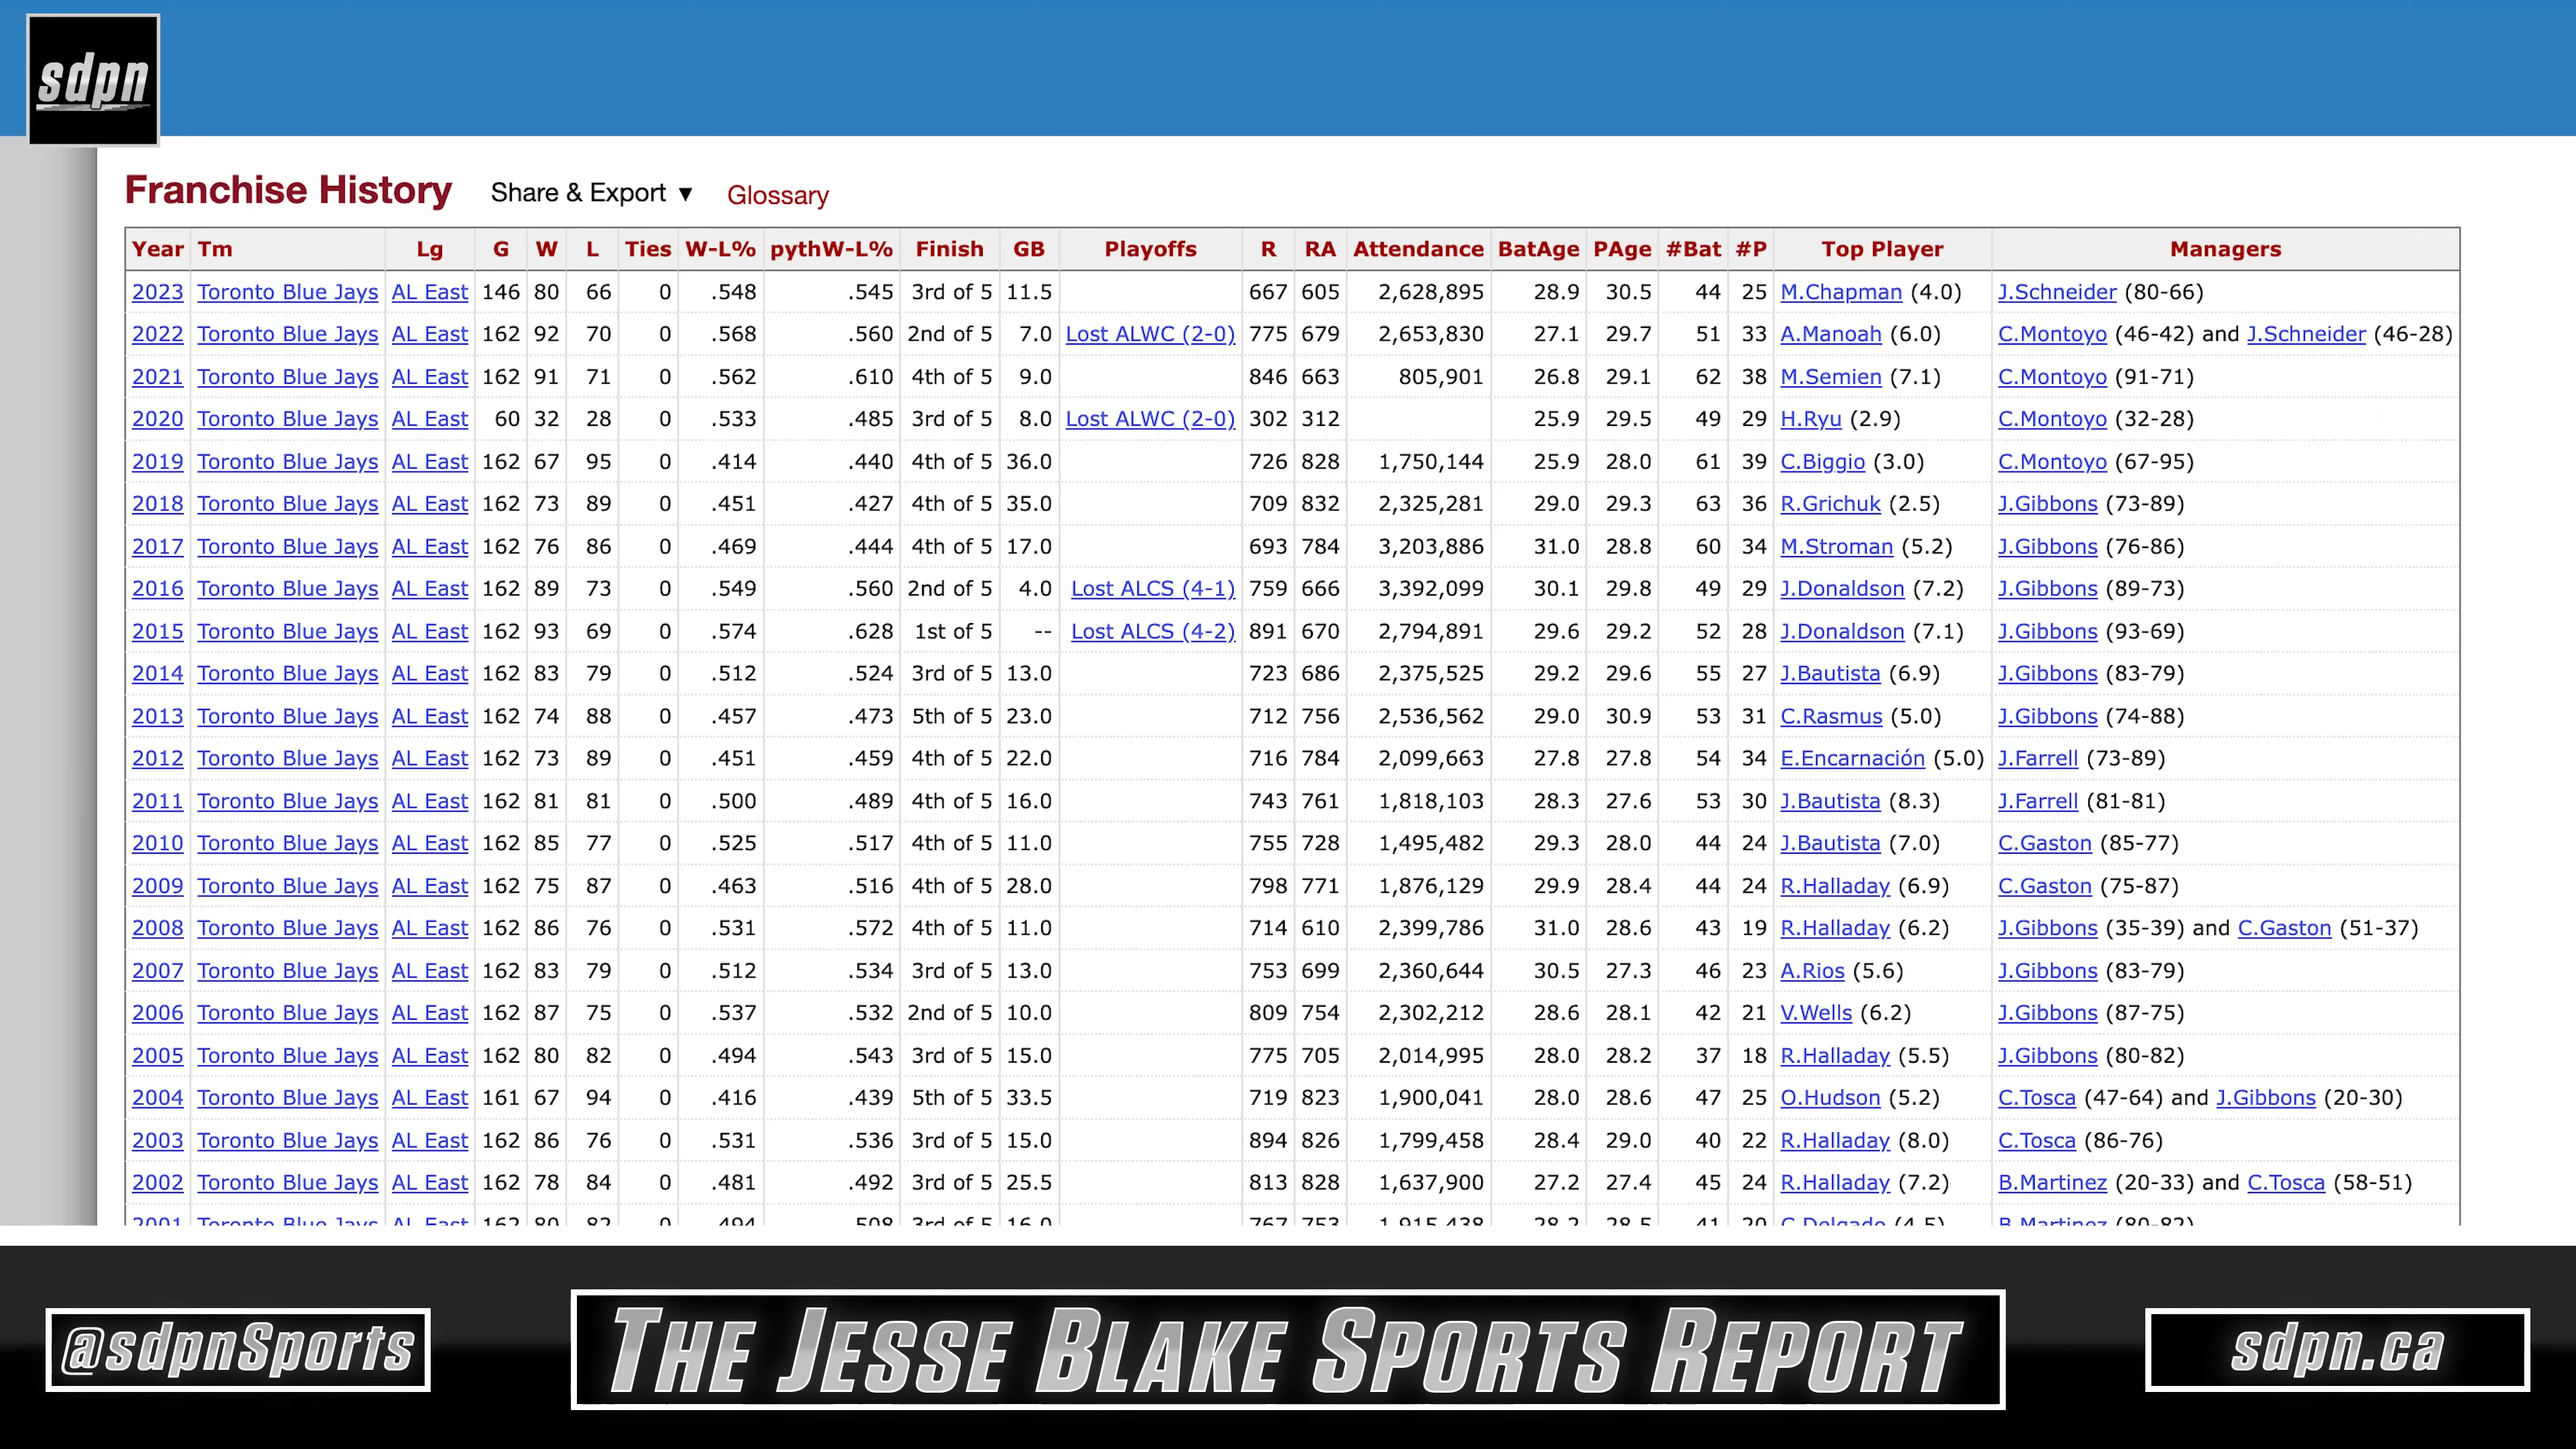 sdpn
Franchise History Share & Export ▼ Glossary
Year Tm Lg G W L Ties W-L% pythW-L% Finish GB Playoffs R RA Attendance BatAge PAge #Bat #P Top Player Managers
2023 Toronto Blue Jays AL East 146 80 66 0 .548 .545 3rd of 5 11.5 667 605 2,628,895 28.9 30.5 44 25 M.Chapman (4.0) J.Schneider (80-66)
2022 Toronto Blue Jays AL East 162 92 70 0 .568 .560 2nd of 5 7.0 Lost ALWC (2-0) 775 679 2,653,830 27.1 29.7 51 33 A.Manoah (6.0) C.Montoyo (46-42) and J.Schneider (46-28)
2021 Toronto Blue Jays AL East 162 91 71 0 .562 .610 4th of 5 9.0 846 663 805,901 26.8 29.1 62 38 M.Semien (7.1) C.Montoyo (91-71)
2020 Toronto Blue Jays AL East 60 32 28 0 .533 .485 3rd of 5 8.0 Lost ALWC (2-0) 302 312 25.9 29.5 49 29 H.Ryu (2.9) C.Montoyo (32-28)
2019 Toronto Blue Jays AL East 162 67 95 0 .414 .440 4th of 5 36.0 726 828 1,750,144 25.9 28.0 61 39 C.Biggio (3.0) C.Montoyo (67-95)
2018 Toronto Blue Jays AL East 162 73 89 0 .451 .427 4th of 5 35.0 709 832 2,325,281 29.0 29.3 63 36 R.Grichuk (2.5) J.Gibbons (73-89)
2017 Toronto Blue Jays AL East 162 76 86 0 .469 .444 4th of 5 17.0 693 784 3,203,886 31.0 28.8 60 34 M.Stroman (5.2) J.Gibbons (76-86)
2016 Toronto Blue Jays AL East 162 89 73 0 .549 .560 2nd of 5 4.0 Lost ALCS (4-1) 759 666 3,392,099 30.1 29.8 49 29 J.Donaldson (7.2) J.Gibbons (89-73)
2015 Toronto Blue Jays AL East 162 93 69 0 .574 .628 1st of 5 -- Lost ALCS (4-2) 891 670 2,794,891 29.6 29.2 52 28 J.Donaldson (7.1) J.Gibbons (93-69)
2014 Toronto Blue Jays AL East 162 83 79 0 .512 .524 3rd of 5 13.0 723 686 2,375,525 29.2 29.6 55 27 J.Bautista (6.9) J.Gibbons (83-79)
2013 Toronto Blue Jays AL East 162 74 88 0 .457 .473 5th of 5 23.0 712 756 2,536,562 29.0 30.9 53 31 C.Rasmus (5.0) J.Gibbons (74-88)
2012 Toronto Blue Jays AL East 162 73 89 0 .451 .459 4th of 5 22.0 716 784 2,099,663 27.8 27.8 54 34 E.Encarnación (5.0) J.Farrell (73-89)
2011 Toronto Blue Jays AL East 162 81 81 0 .500 .489 4th of 5 16.0 743 761 1,818,103 28.3 27.6 53 30 J.Bautista (8.3) J.Farrell (81-81)
2010 Toronto Blue Jays AL East 162 85 77 0 .525 .517 4th of 5 11.0 755 728 1,495,482 29.3 28.0 44 24 J.Bautista (7.0) C.Gaston (85-77)
2009 Toronto Blue Jays AL East 162 75 87 0 .463 .516 4th of 5 28.0 798 771 1,876,129 29.9 28.4 44 24 R.Halladay (6.9) C.Gaston (75-87)
2008 Toronto Blue Jays AL East 162 86 76 0 .531 .572 4th of 5 11.0 714 610 2,399,786 31.0 28.6 43 19 R.Halladay (6.2) J.Gibbons (35-39) and C.Gaston (51-37)
2007 Toronto Blue Jays AL East 162 83 79 0 .512 .534 3rd of 5 13.0 753 699 2,360,644 30.5 27.3 46 23 A.Rios (5.6) J.Gibbons (83-79)
2006 Toronto Blue Jays AL East 162 87 75 0 .537 .532 2nd of 5 10.0 809 754 2,302,212 28.6 28.1 42 21 V.Wells (6.2) J.Gibbons (87-75)
2005 Toronto Blue Jays AL East 162 80 82 0 .494 .543 3rd of 5 15.0 775 705 2,014,995 28.0 28.2 37 18 R.Halladay (5.5) J.Gibbons (80-82)
2004 Toronto Blue Jays AL East 161 67 94 0 .416 .439 5th of 5 33.5 719 823 1,900,041 28.0 28.6 47 25 O.Hudson (5.2) C.Tosca (47-64) and J.Gibbons (20-30)
2003 Toronto Blue Jays AL East 162 86 76 0 .531 .536 3rd of 5 15.0 894 826 1,799,458 28.4 29.0 40 22 R.Halladay (8.0) C.Tosca (86-76)
2002 Toronto Blue Jays AL East 162 78 84 0 .481 .492 3rd of 5 25.5 813 828 1,637,900 27.2 27.4 45 24 R.Halladay (7.2) B.Martinez (20-33) and C.Tosca (58-51)
2001 Toronto Blue Jays AL East 162 80 82 0 .494 .508 3rd of 5 16.0 767 753 1,915,438 28.2 28.5 41 20 C.Delgado (4.5) B.Martinez (80-82)
@sdpnSports THE JESSE BLAKE SPORTS REPORT sdpn.ca